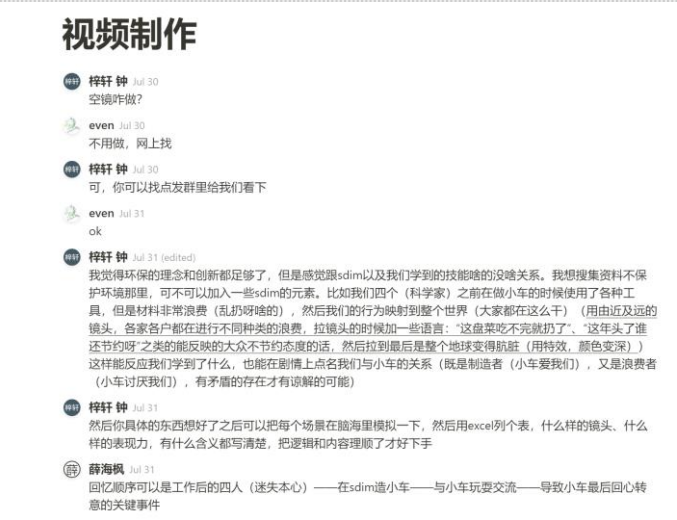 视频制作
梓轩
梓轩 钟 Jul 30
空镜咋做？
even Jul 30
不用做，网上找
梓轩
梓轩 钟 Jul 30
可，你可以找点发群里给我们看下
even Jul 31
ok
梓轩
梓轩 钟 Jul 31 (edited)
我觉得环保的理念和创新都足够了，但是感觉跟sdim以及我们学到的技能啥的没啥关系。我想搜集资料不保
护环境那里，可不可以加入一些sdim的元素。比如我们四个（科学家）之前在做小车的时候使用了各种工
具，但是材料非常浪费（乱扔呀啥的），然后我们的行为映射到整个世界（大家都在这么干）（用由近及远的
镜头，各家各户都在进行不同种类的浪费，拉镜头的时候加一些语言：“这盘菜吃不完就扔了”、“这年头了谁
还节约呀”之类的能反映的大众不节约态度的话，然后拉到最后是整个地球变得肮脏（用特效，颜色变深））
这样能反应我们学到了什么，也能在剧情上点名我们与小车的关系（既是制造者（小车爱我们），又是浪费者
（小车讨厌我们），有矛盾的存在才有谅解的可能）
梓轩
梓轩 钟 Jul 31
然后你具体的东西想好了之后可以把每个场景在脑海里模拟一下，然后用excel列个表，什么样的镜头、什么
样的表现力，有什么含义都写清楚，把逻辑和内容理顺了才好下手
薛
薛海枫 Jul 31
回忆顺序可以是工作后的四人（迷失本心）——在sdim造小车——与小车玩耍交流——导致小车最后回心转
意的关键事件